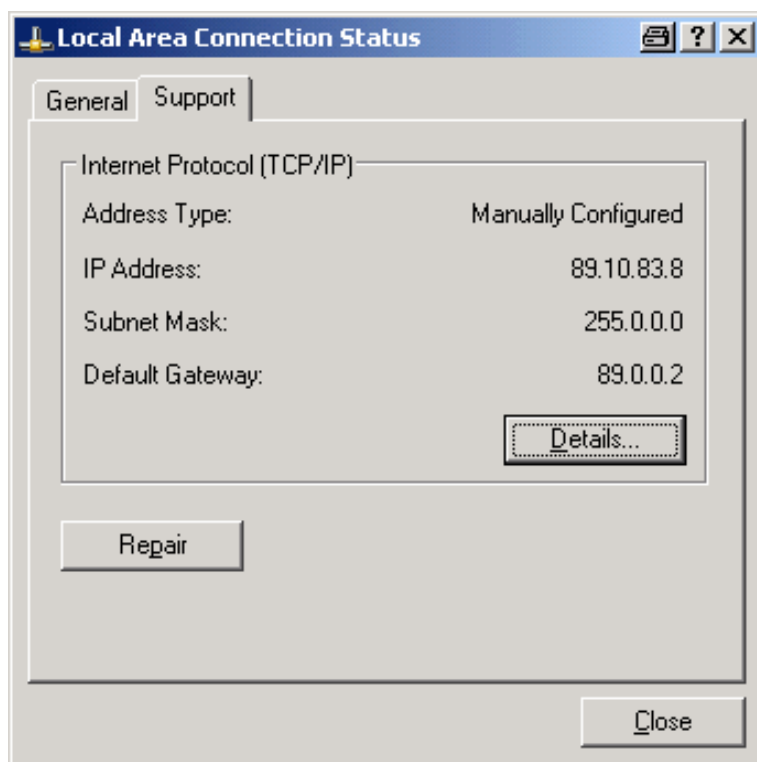 Local Area Connection Status
General Support
Internet Protocol (TCP/IP)
Address Type: Manually Configured
IP Address: 89.10.83.8
Subnet Mask: 255.0.0.0
Default Gateway: 89.0.0.2
Details...
Repair
Close